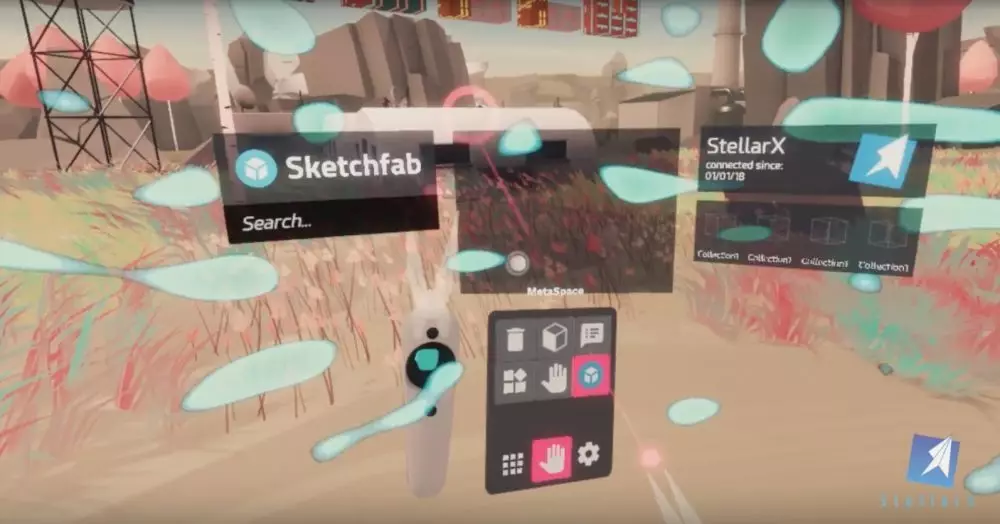 Sketchfab
Search...
MetaSpace
StellarX
connected since:
01/01/18
Collection1 Collection1 Collection1 Collection1